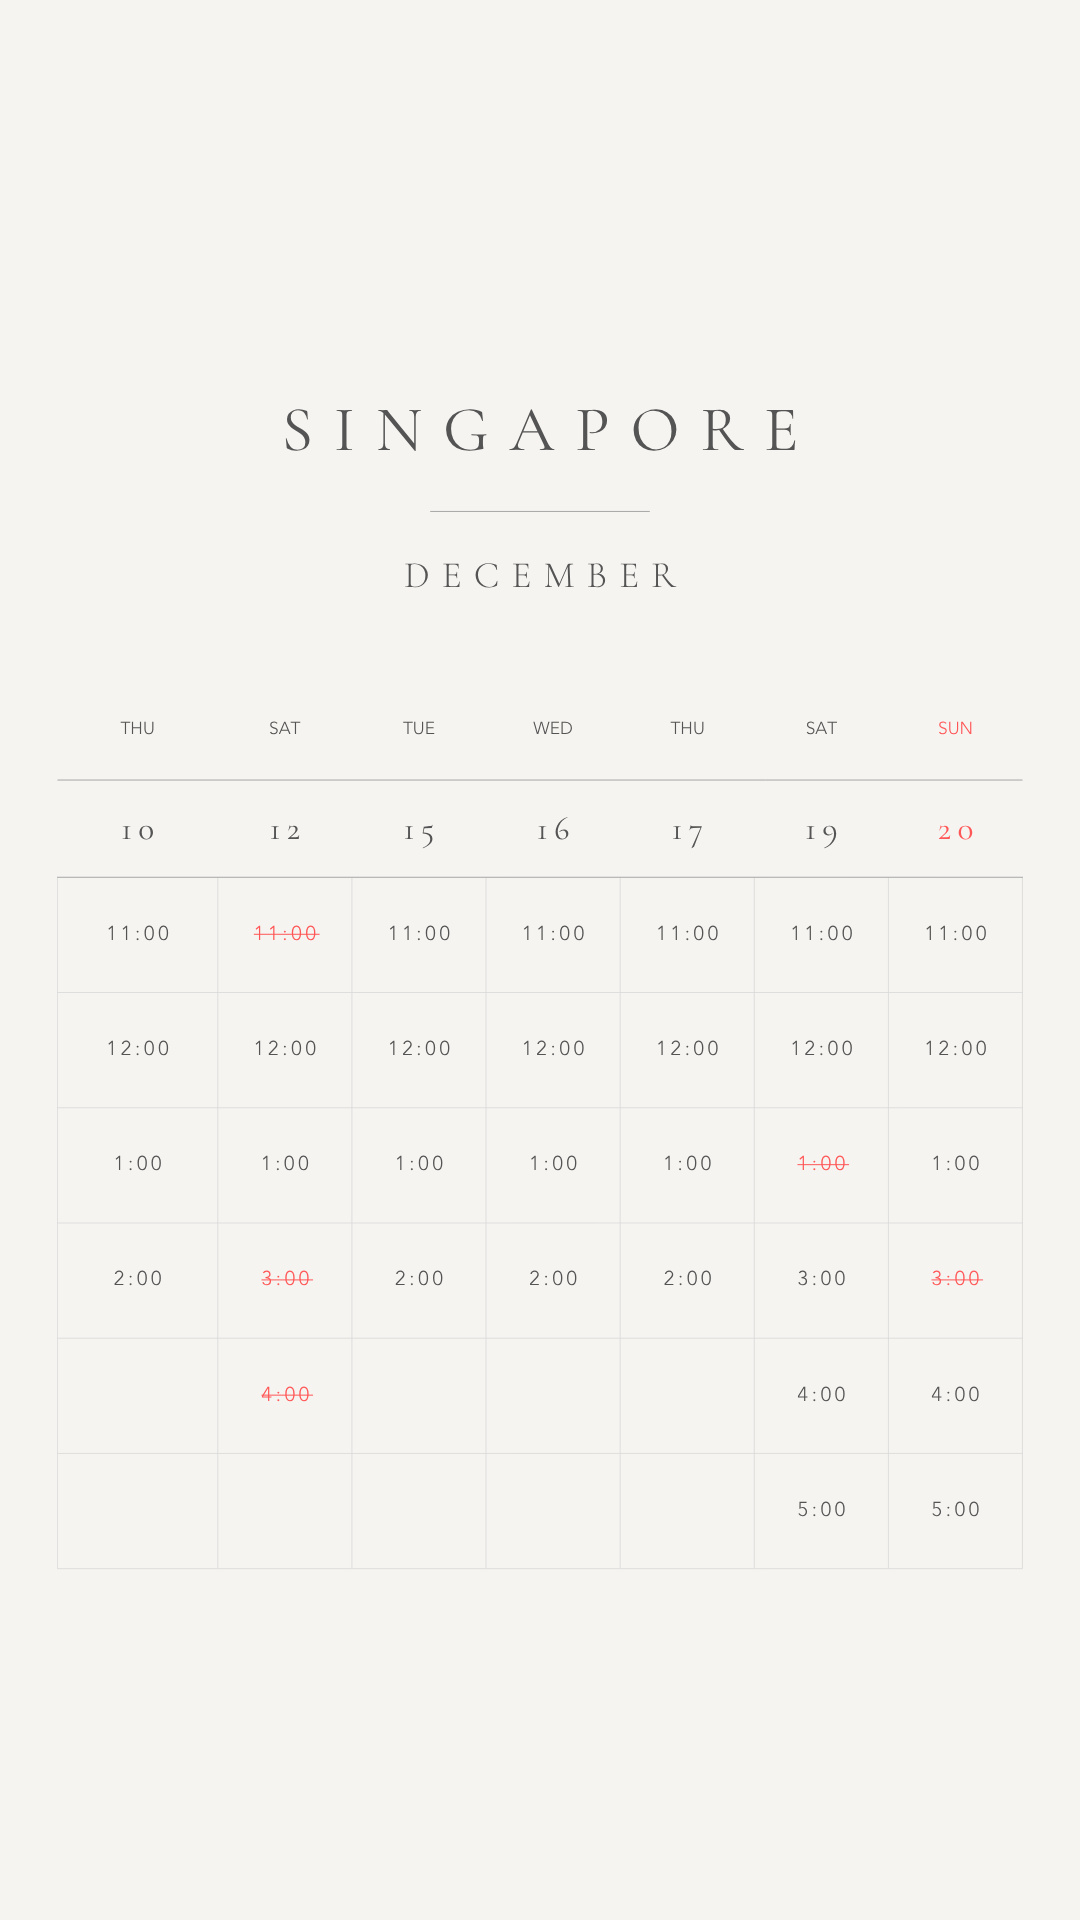 SINGAPORE
DECEMBER
THU SAT TUE WED THU SAT SUN
10 12 15 16 17 19 20
11:00 11:00 11:00 11:00 11:00 11:00 11:00
12:00 12:00 12:00 12:00 12:00 12:00 12:00
1:00 1:00 1:00 1:00 1:00 1:00 1:00
2:00 3:00 2:00 2:00 2:00 3:00 3:00
4:00 4:00 4:00
5:00 5:00